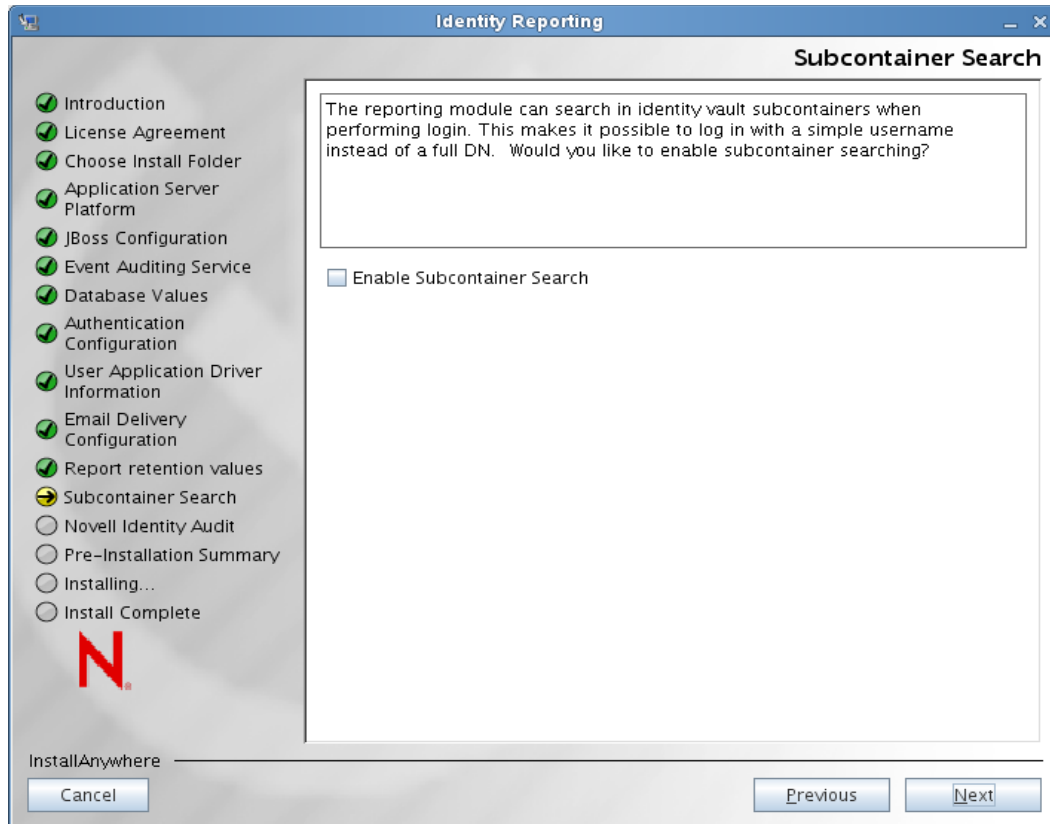 Identity Reporting
Subcontainer Search
Introduction
License Agreement
Choose Install Folder
Application Server
Platform
JBoss Configuration
Event Auditing Service
Database Values
Authentication
Configuration
User Application Driver
Information
Email Delivery
Configuration
Report retention values
Subcontainer Search
Novell Identity Audit
Pre-Installation Summary
Installing...
Install Complete
N®
The reporting module can search in identity vault subcontainers when
performing login. This makes it possible to log in with a simple username
instead of a full DN.   Would you like to enable subcontainer searching?
Enable Subcontainer Search
InstallAnywhere
Cancel
Previous
Next